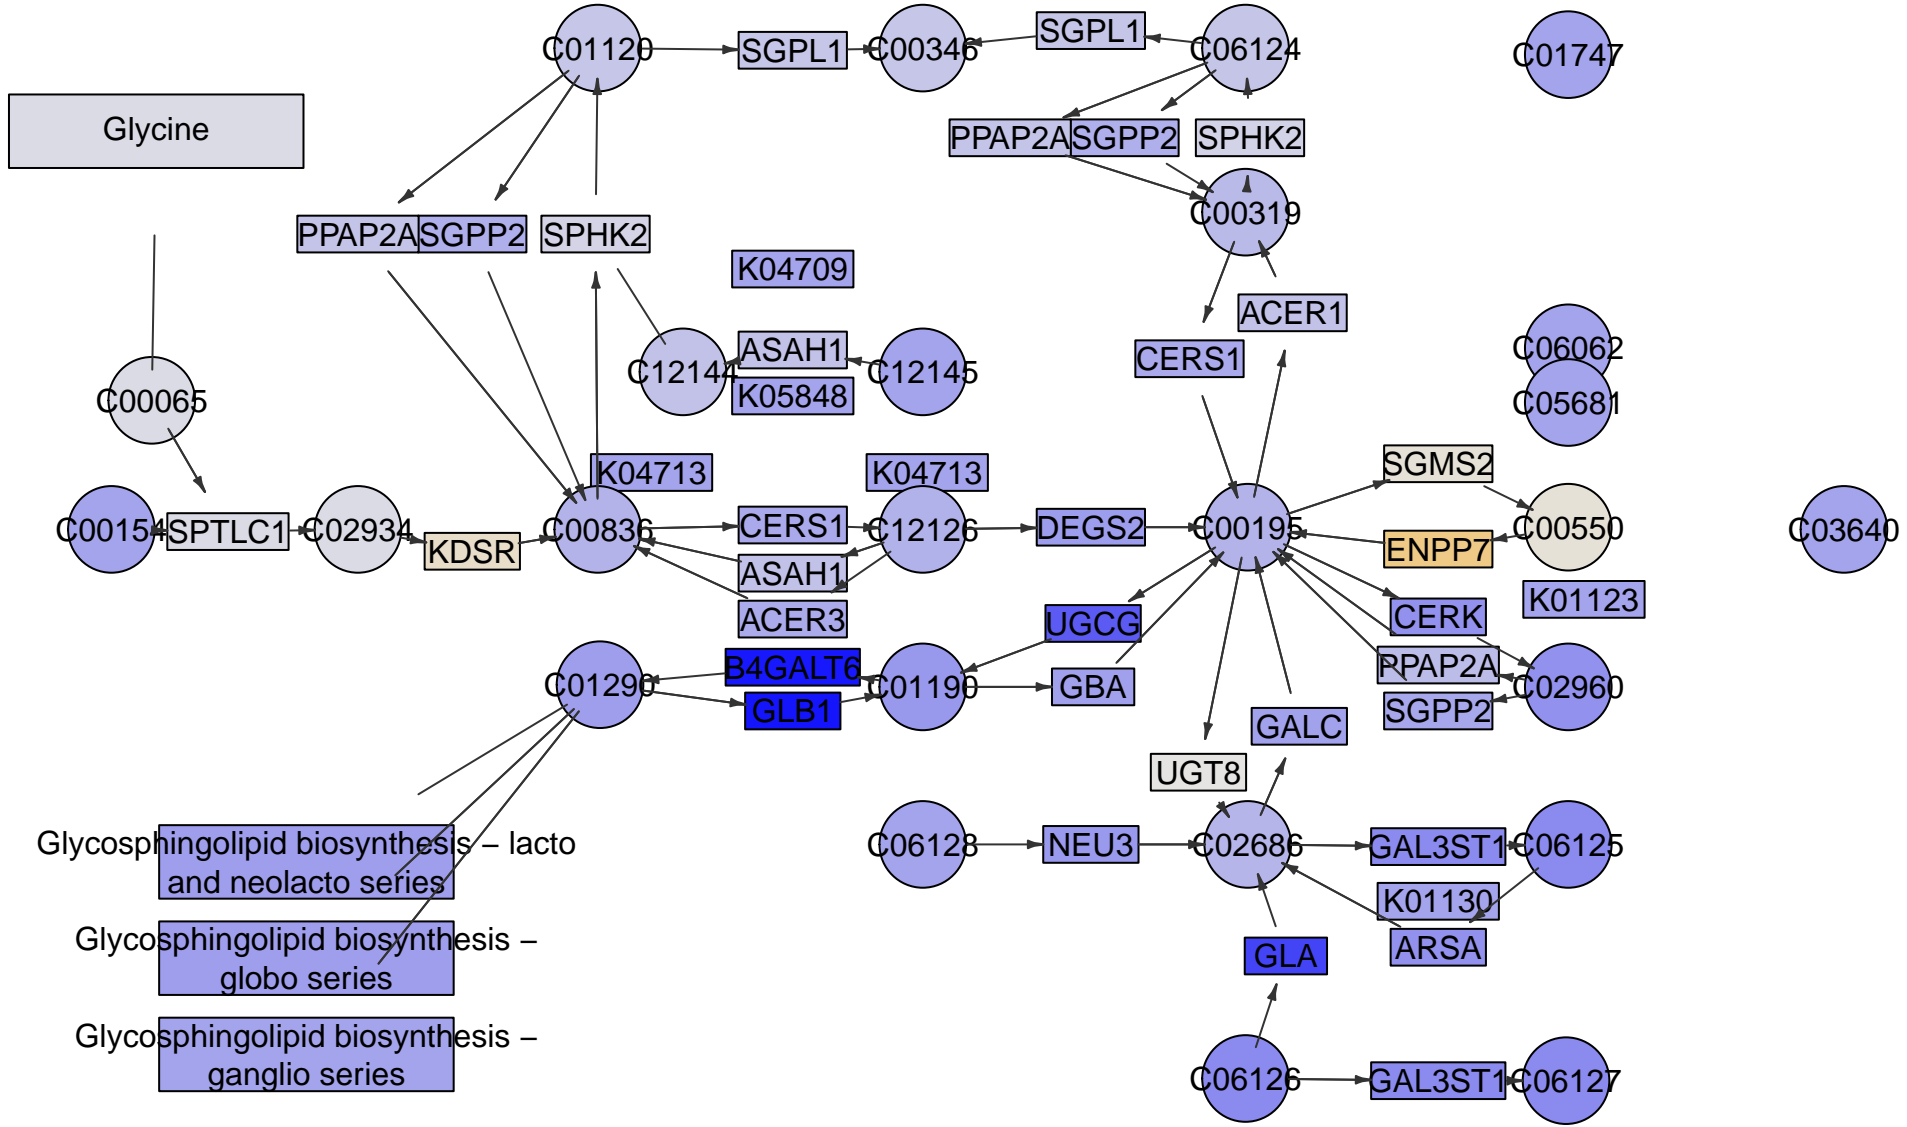 C01120
SGPL1
C00346
SGPL1
C06124
C01747
Glycine
PPAP2A
SGPP2
SPHK2
PPAP2A
SGPP2
SPHK2
C00319
K04709
ACER1
C12144
ASAH1
C12145
K05848
CERS1
C06062
C05681
C00065
K04713
K04713
SGMS2
C00154
SPTLC1
C02934
KDSR
C00836
CERS1
C12126
DEGS2
C00195
C00550
C03640
ENPP7
ASAH1
ACER3
K01123
UGCG
CERK
C01290
B4GALT6
C01190
GBA
PPAP2A
C02960
GLB1
SGPP2
GALC
UGT8
Glycosphingolipid biosynthesis – lacto
and neolacto series
C06128
NEU3
C02686
GAL3ST1
C06125
K01130
ARSA
Glycosphingolipid biosynthesis –
globo series
GLA
Glycosphingolipid biosynthesis –
ganglio series
C06126
GAL3ST1
C06127